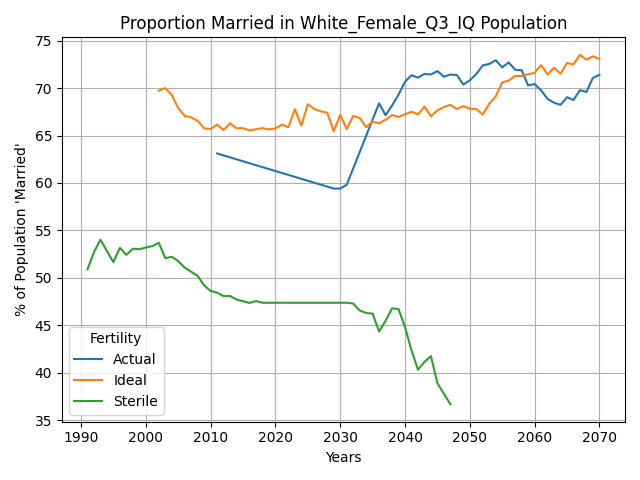 Proportion Married in White_Female_Q3_IQ Population
% of Population 'Married'
75
70
65
60
55
50
45
40
35
Fertility
Actual
Ideal
Sterile
1990 2000 2010 2020 2030 2040 2050 2060 2070
Years